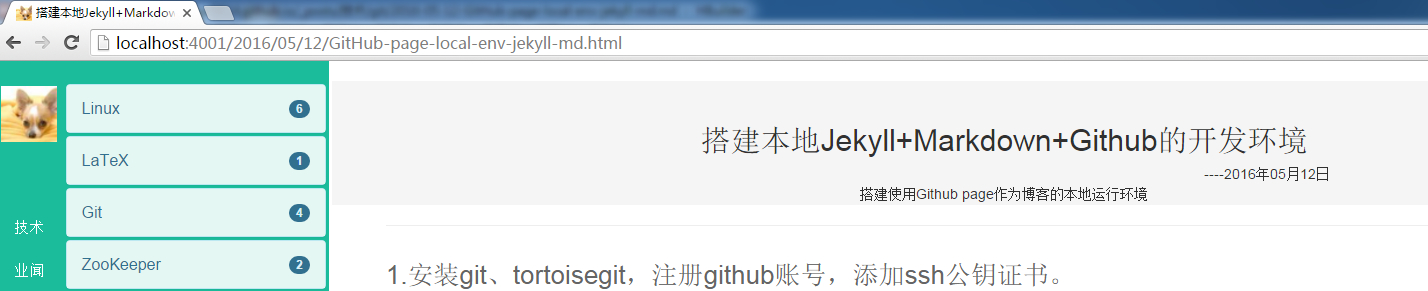 搭建本地Jekyll+Markdow
localhost:4001/2016/05/12/GitHub-page-local-env-jekyll-md.html
Linux 6
LaTeX 1
Git 4
ZooKeeper 2
技术
业闻
搭建本地Jekyll+Markdown+Github的开发环境
----2016年05月12日
搭建使用Github page作为博客的本地运行环境
1.安装git、tortoisegit，注册github账号，添加ssh公钥证书。